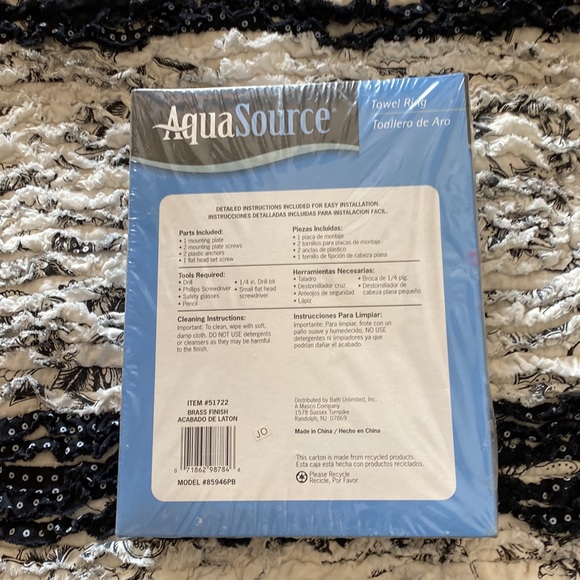 AquaSource™
Towel Ring
Toallero de Aro
DETAILED INSTRUCTIONS INCLUDED FOR EASY INSTALLATION.
INSTRUCCIONES DETALLADAS INCLUIDAS PARA INSTALACION FACIL.
Parts Included:
• 1 mounting plate
• 2 mounting plate screws
• 2 plastic anchors
• 1 flat head set screw
Piezas Incluidas:
• 1 placa de montaje
• 2 tornillos para placas de montaje
• 2 anclas de plástico
• 1 tornillo de fijación de cabeza plana
Tools Required:
• Drill
• Phillips Screwdriver
• Safety glasses
• Pencil
• 1/4 in. Drill bit
• Small flat head
screwdriver
Herramientas Necesarias:
• Taladro
• Destornillador cruz
• Anteojos de seguridad
• Lápiz
• Broca de 1/4 pig.
• Destornillador de
cabeza plana pequeño
Cleaning Instructions:
Important: To clean, wipe with soft,
damp cloth. DO NOT USE detergents
or cleansers as they may be harmful
to the finish.
Instrucciones Para Limpiar:
Importante: Para limpiar, frote con un
paño suave y humedecido. NO USE
detergentes ni limpiadores ya que
podrían dañar el acabado.
ITEM #51722
BRASS FINISH
ACABADO DE LATON
JO
0 71862 98784 6
MODEL #85946PB
Distributed by Bath Unlimited, Inc.
A Masco Company
1578 Sussex Turnpike
Randolph, NJ 07869
Made in China / Hecho en China
This carton is made from recycled products.
Esta caja está hecha con productos reciclados.
Please Recycle
Recicle, Por Favor